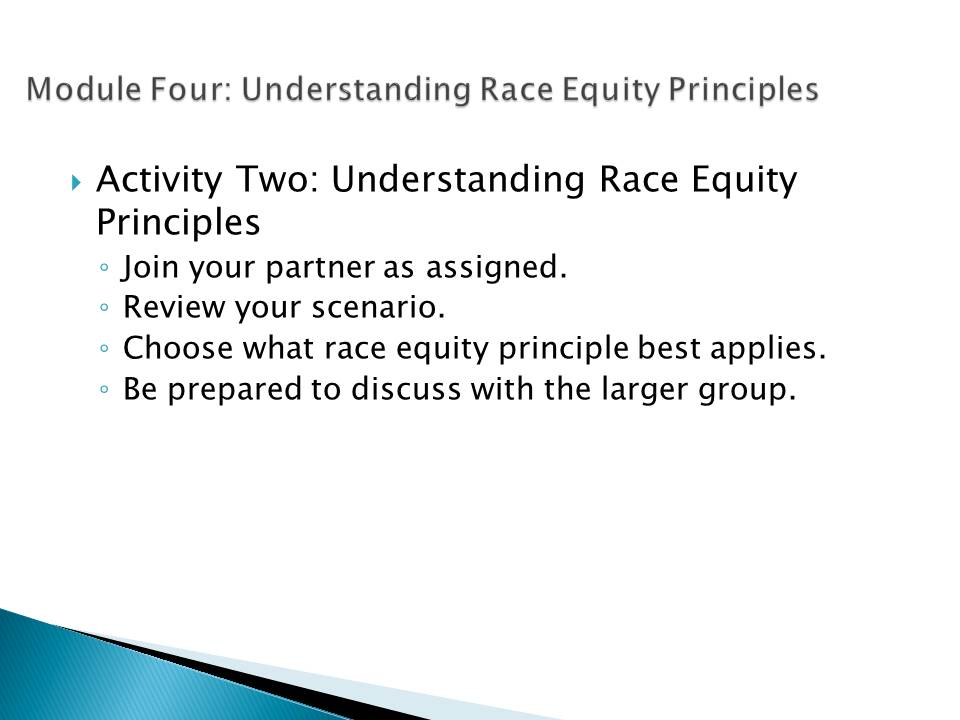 Module Four: Understanding Race Equity Principles
Activity Two: Understanding Race Equity
Principles
Join your partner as assigned.
Review your scenario.
Choose what race equity principle best applies.
Be prepared to discuss with the larger group.